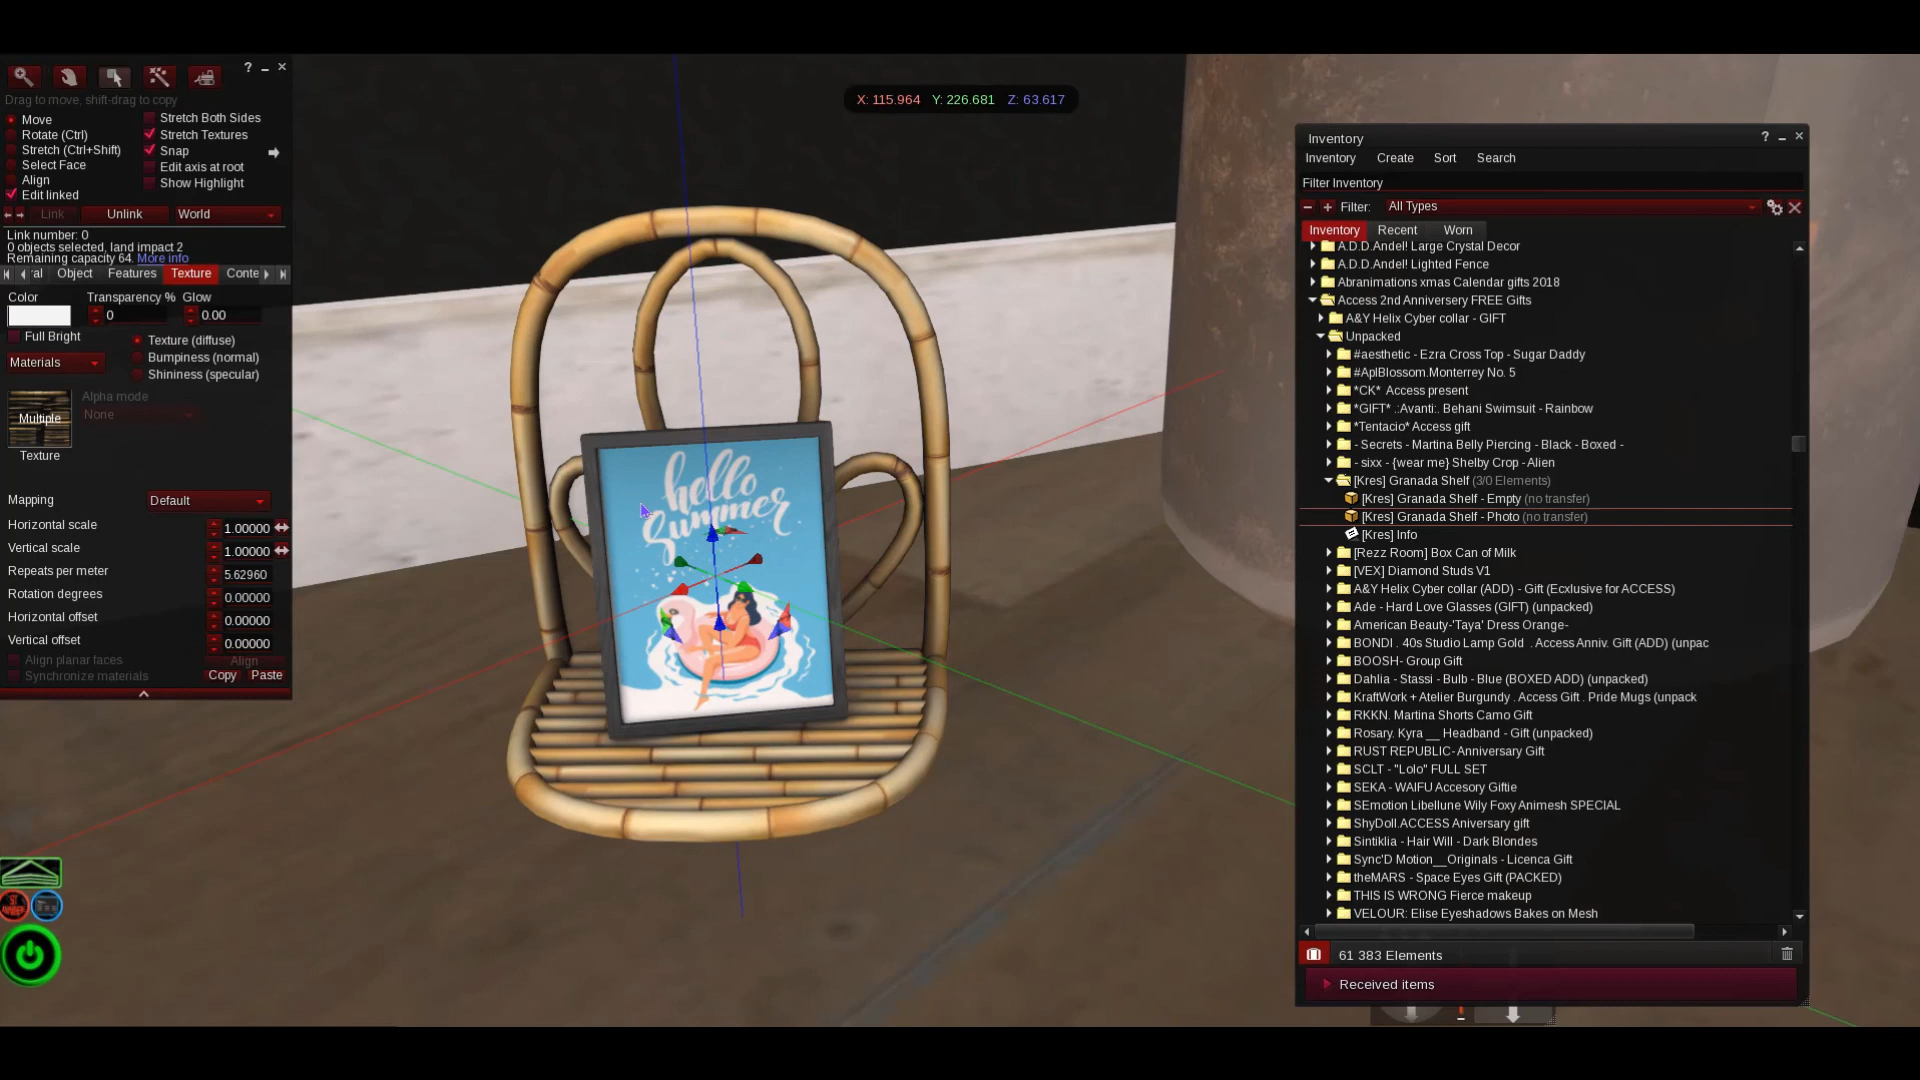 ?
Drag to move, shift-drag to copy
Move
Rotate (Ctrl)
Stretch (Ctrl+Shift)
Select Face
Align
Edit linked
Stretch Both Sides
Stretch Textures
Snap
Edit axis at root
Show Highlight
Link
Unlink
World
Link number: 0
0 objects selected, land impact 2
Remaining capacity 64. More info
ral Object Features Texture Conte
Color
Transparency %
Glow
0
0.00
Full Bright
Texture (diffuse)
Bumpiness (normal)
Shininess (specular)
Materials
Alpha mode
None
Multiple
Texture
Mapping Default
Horizontal scale 1.00000
Vertical scale 1.00000
Repeats per meter 5.62960
Rotation degrees 0.00000
Horizontal offset 0.00000
Vertical offset 0.00000
Align planar faces Align
Synchronize materials Copy Paste
X: 115.964 Y: 226.681 Z: 63.617
hello
Summer
Inventory ?
Inventory Create Sort Search
Filter Inventory
Filter: All Types
Inventory Recent Worn
A.D.D.Andel! Large Crystal Decor
A.D.D.Andel! Lighted Fence
Abranimations xmas Calendar gifts 2018
Access 2nd Anniversery FREE Gifts
A&Y Helix Cyber collar - GIFT
Unpacked
#aesthetic - Ezra Cross Top - Sugar Daddy
#AplBlossom.Monterrey No. 5
*CK* Access present
*GIFT* .:Avanti:. Behani Swimsuit - Rainbow
*Tentacio* Access gift
- Secrets - Martina Belly Piercing - Black - Boxed -
- sixx - {wear me} Shelby Crop - Alien
[Kres] Granada Shelf (3/0 Elements)
[Kres] Granada Shelf - Empty (no transfer)
[Kres] Granada Shelf - Photo (no transfer)
[Kres] Info
[Rezz Room] Box Can of Milk
[VEX] Diamond Studs V1
A&Y Helix Cyber collar (ADD) - Gift (Ecxlusive for ACCESS)
Ade - Hard Love Glasses (GIFT) (unpacked)
American Beauty-'Taya' Dress Orange-
BONDI . 40s Studio Lamp Gold . Access Anniv. Gift (ADD) (unpac
BOOSH- Group Gift
Dahlia - Stassi - Bulb - Blue (BOXED ADD) (unpacked)
KraftWork + Atelier Burgundy . Access Gift . Pride Mugs (unpack
RKKN. Martina Shorts Camo Gift
Rosary. Kyra __ Headband - Gift (unpacked)
RUST REPUBLIC- Anniversary Gift
SCLT - "Lolo" FULL SET
SEKA - WAIFU Accesory Giftie
SEmotion Libellune Wily Foxy Animesh SPECIAL
ShyDoll.ACCESS Aniversary gift
Sintiklia - Hair Will - Dark Blondes
Sync'D Motion__Originals - Licenca Gift
theMARS - Space Eyes Gift (PACKED)
THIS IS WRONG Fierce makeup
VELOUR: Elise Eyeshadows Bakes on Mesh
61 383 Elements
Received items